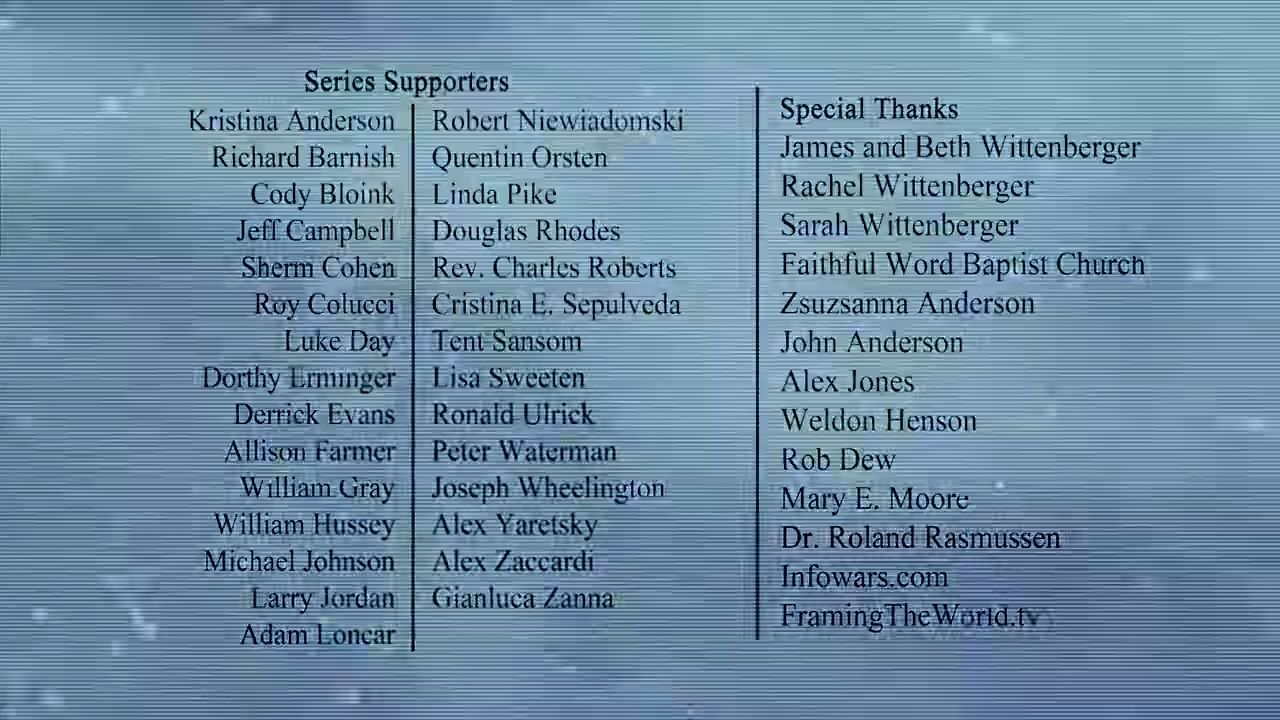 Series Supporters
Kristina Anderson
Richard Barnish
Cody Bloink
Jeff Campbell
Sherm Cohen
Roy Colucci
Luke Day
Dorthy Erminger
Derrick Evans
Allison Farmer
William Gray
William Hussey
Michael Johnson
Larry Jordan
Adam Loncar
Robert Niewiadomski
Quentin Orsten
Linda Pike
Douglas Rhodes
Rev. Charles Roberts
Cristina E. Sepulveda
Tent Sansom
Lisa Sweeten
Ronald Ulrick
Peter Waterman
Joseph Wheelington
Alex Yaretsky
Alex Zaccardi
Gianluca Zanna
Special Thanks
James and Beth Wittenberger
Rachel Wittenberger
Sarah Wittenberger
Faithful Word Baptist Church
Zsuzsanna Anderson
John Anderson
Alex Jones
Weldon Henson
Rob Dew
Mary E. Moore
Dr. Roland Rasmussen
Infowars.com
FramingTheWorld.tv